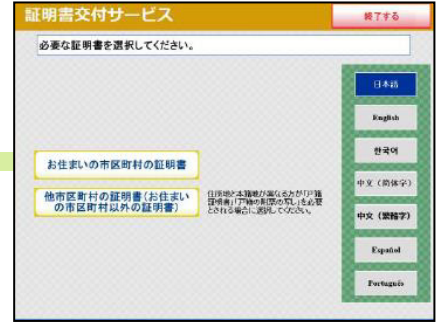 証明書交付サービス
終了する
必要な証明書を選択してください。
日本語
English
한국어
中文（简体字）
中文（繁體字）
Español
Português
お住まいの市区町村の証明書
他市区町村の証明書（お住まい
の市区町村以外の証明書）
住所地と本籍地が異なる方が「戸籍
証明書」「戸籍の附票の写し」を必要
とされる場合に選択してください。